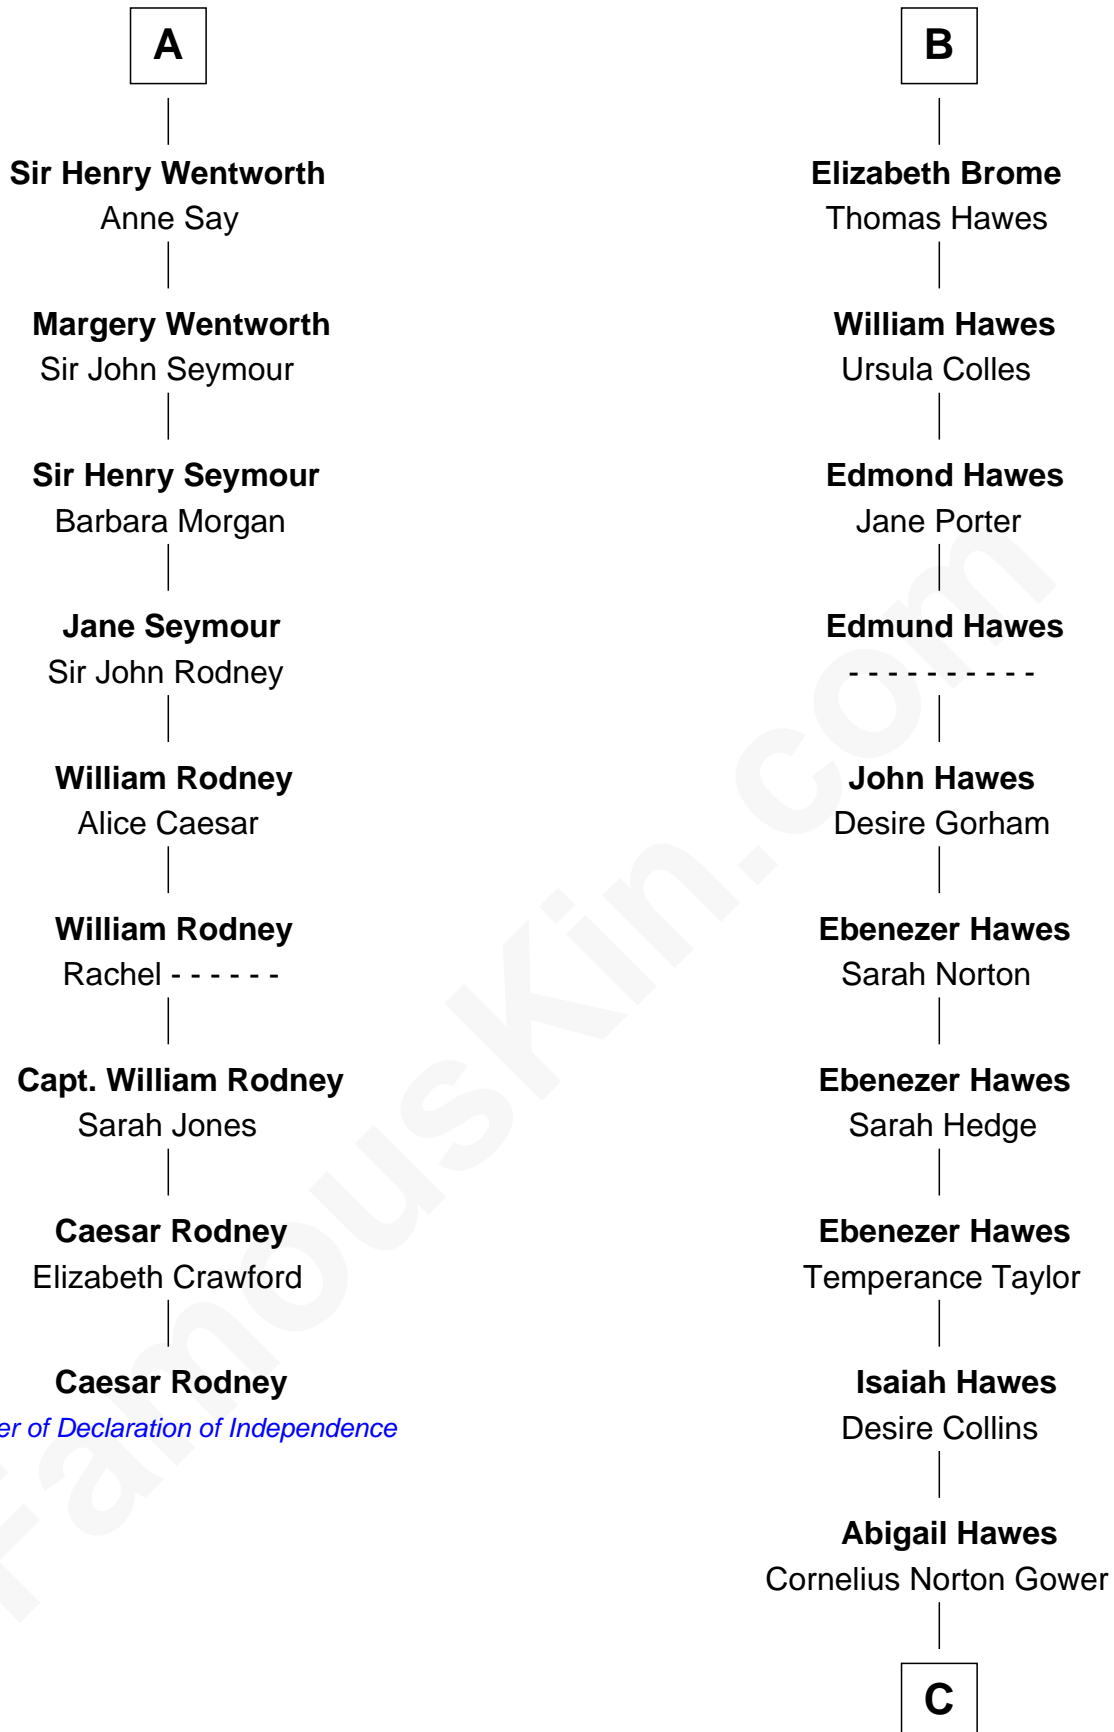 A
Sir Henry Wentworth
Anne Say
Margery Wentworth
Sir John Seymour
Sir Henry Seymour
Barbara Morgan
Jane Seymour
Sir John Rodney
William Rodney
Alice Caesar
William Rodney
Rachel - - - - - -
Capt. William Rodney
Sarah Jones
Caesar Rodney
Elizabeth Crawford
Caesar Rodney
of Declaration of Independence
B
Elizabeth Brome
Thomas Hawes
William Hawes
Ursula Colles
Edmond Hawes
Jane Porter
Edmund Hawes
- - - - - - - - - -
John Hawes
Desire Gorham
Ebenezer Hawes
Sarah Norton
Ebenezer Hawes
Sarah Hedge
Ebenezer Hawes
Temperance Taylor
Isaiah Hawes
Desire Collins
Abigail Hawes
Cornelius Norton Gower
C
FamousKin.com